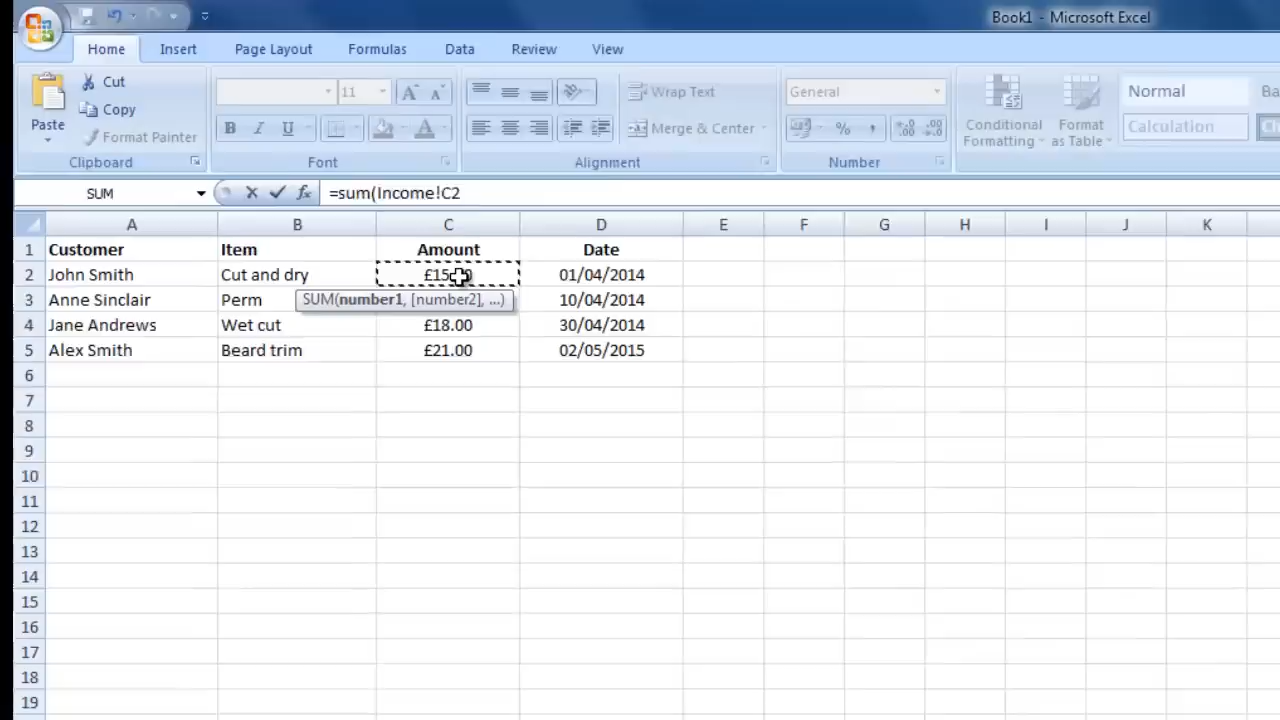 Book1 - Microsoft Excel
Home Insert Page Layout Formulas Data Review View
Paste Cut Copy Format Painter Clipboard
11 A A B I U A Font
Wrap Text Merge & Center Alignment
General % , .0 .00 .00 .0 Number
Conditional Formatting Format as Table
Normal
Calculation
SUM fx =sum(Income!C2
A B C D E F G H I J K
1 Customer Item Amount Date
2 John Smith Cut and dry 01/04/2014
3 Anne Sinclair Perm SUM(number1, [number2], ...) 10/04/2014
4 Jane Andrews Wet cut £18.00 30/04/2014
5 Alex Smith Beard trim £21.00 02/05/2015
6
7
8
9
10
11
12
13
14
15
16
17
18
19